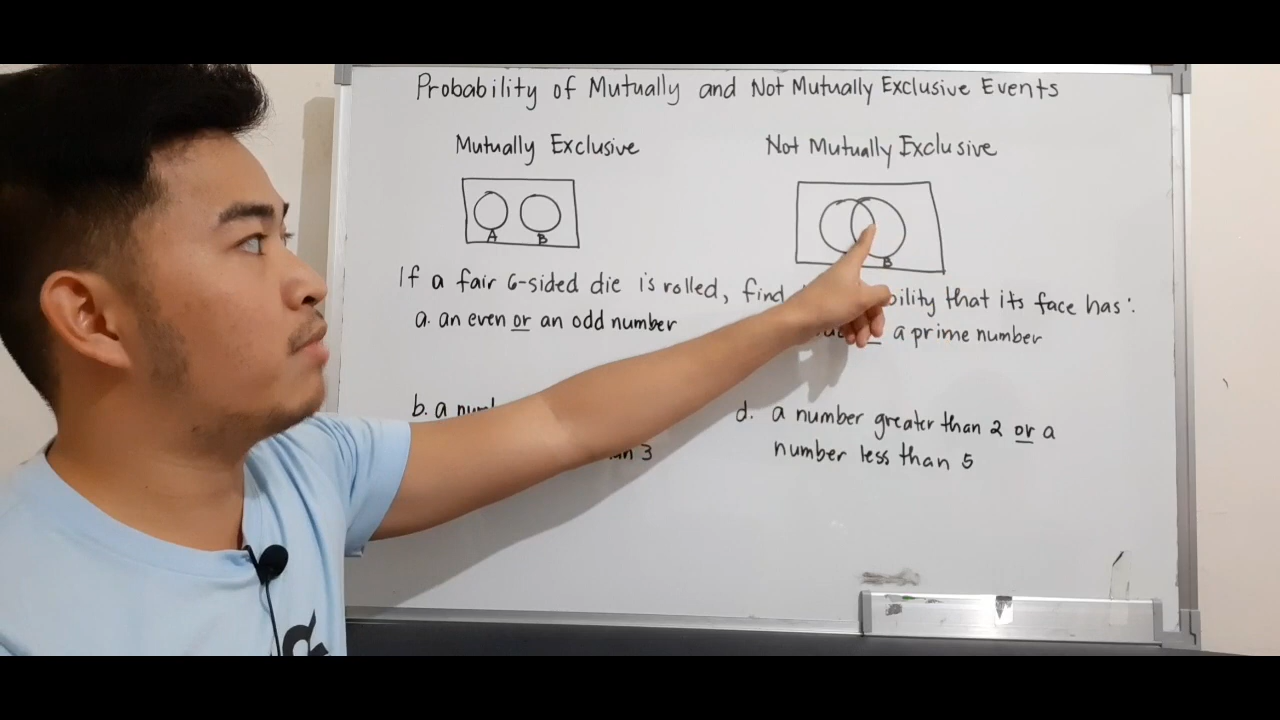 Probability of Mutually and Not Mutually Exclusive Events
Mutually Exclusive
Not Mutually Exclusive
A B
B
If a fair 6-sided die is rolled, find that its face has:
a. an even or an odd number
a prime number
b. a
3
d. a number greater than 2 or a
number less than 5